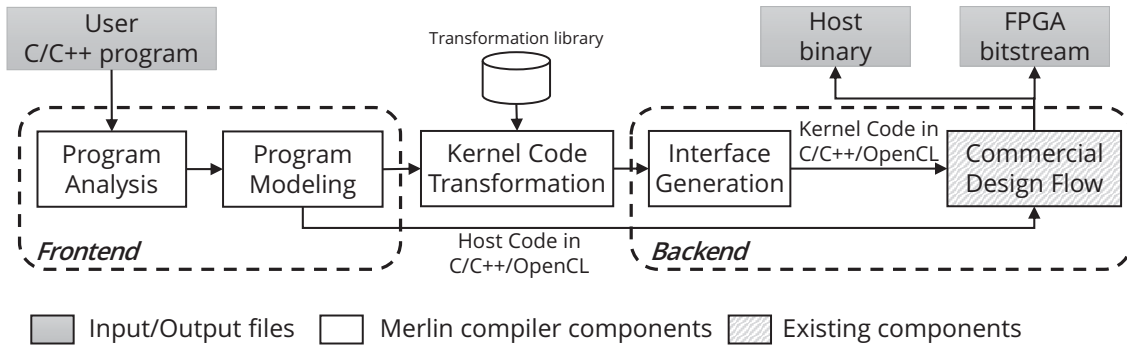 User
C/C++ program
Transformation library
Host
binary
FPGA
bitstream
Program
Analysis
Program
Modeling
Kernel Code
Transformation
Interface
Generation
Kernel Code in
C/C++/OpenCL
Commercial
Design Flow
Frontend
Host Code in
C/C++/OpenCL
Backend
Input/Output files
Merlin compiler components
Existing components